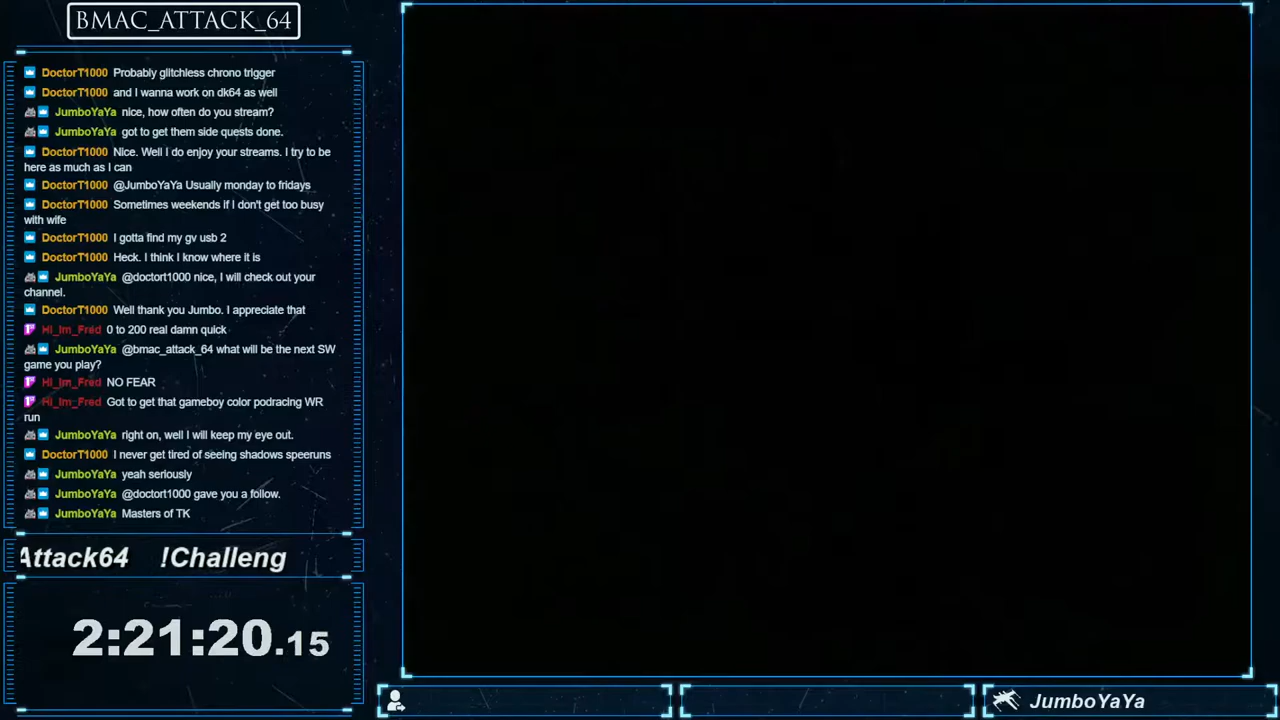 BMAC_ATTACK_64
DoctorT1000 Probably glitchless chrono trigger
DoctorT1000 and I wanna work on dk64 as well
JumboYaYa nice, how often do you stream?
JumboYaYa got to get them side quests done.
DoctorT1000 Nice. Well I do enjoy your streams. I try to be
here as much as I can
DoctorT1000 @JumboYaYa Usually monday to fridays
DoctorT1000 Sometimes weekends if I don't get too busy
with wife
DoctorT1000 I gotta find my gv usb 2
DoctorT1000 Heck. I think I know where it is
JumboYaYa @doctort1000 nice, I will check out your
channel.
DoctorT1000 Well thank you Jumbo. I appreciate that
Hi_Im_Fred 0 to 200 real damn quick
JumboYaYa @bmac_attack_64 what will be the next SW
game you play?
Hi_Im_Fred NO FEAR
Hi_Im_Fred Got to get that gameboy color podracing WR
run
JumboYaYa right on, well I will keep my eye out.
DoctorT1000 I never get tired of seeing shadows speeruns
JumboYaYa yeah seriously
JumboYaYa @doctort1000 gave you a follow.
JumboYaYa Masters of TK
Attack64 !Challeng
2:21:20.15
JumboYaYa